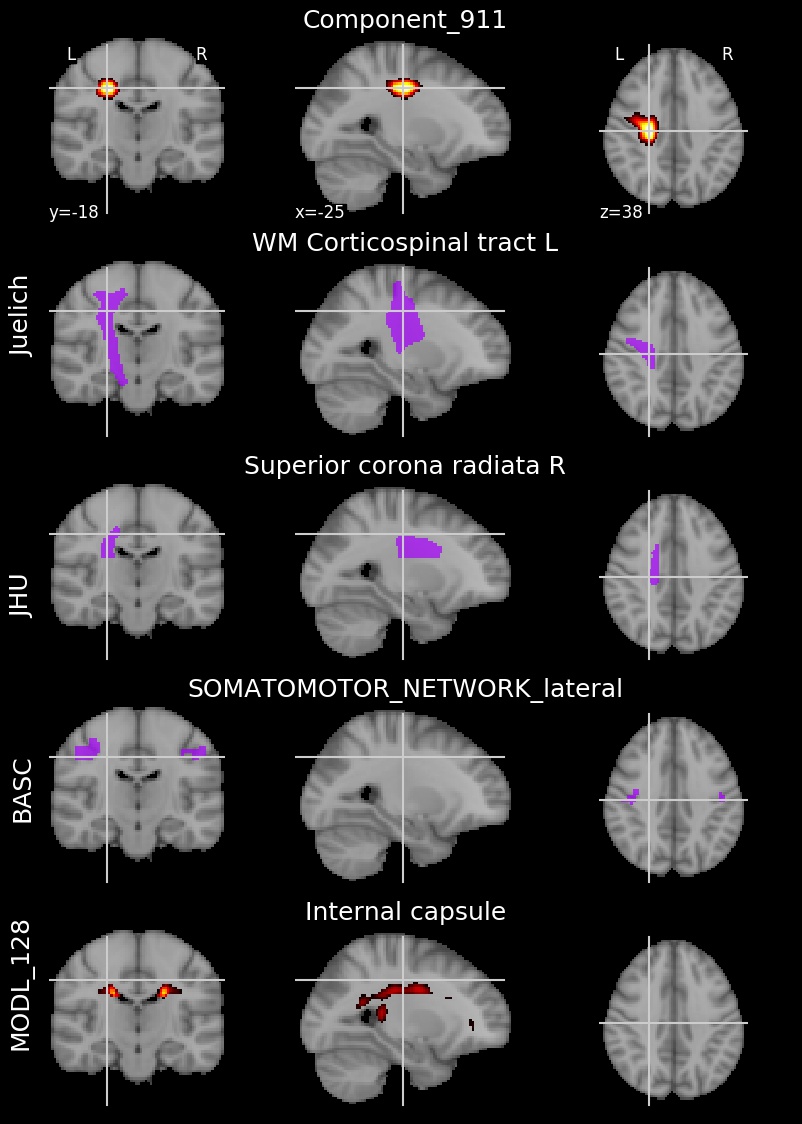 Component_911
L R L R
y=-18 x=-25 z=38
WM Corticospinal tract L
Juelich
Superior corona radiata R
JHU
SOMATOMOTOR_NETWORK_lateral
BASC
Internal capsule
MODL_128